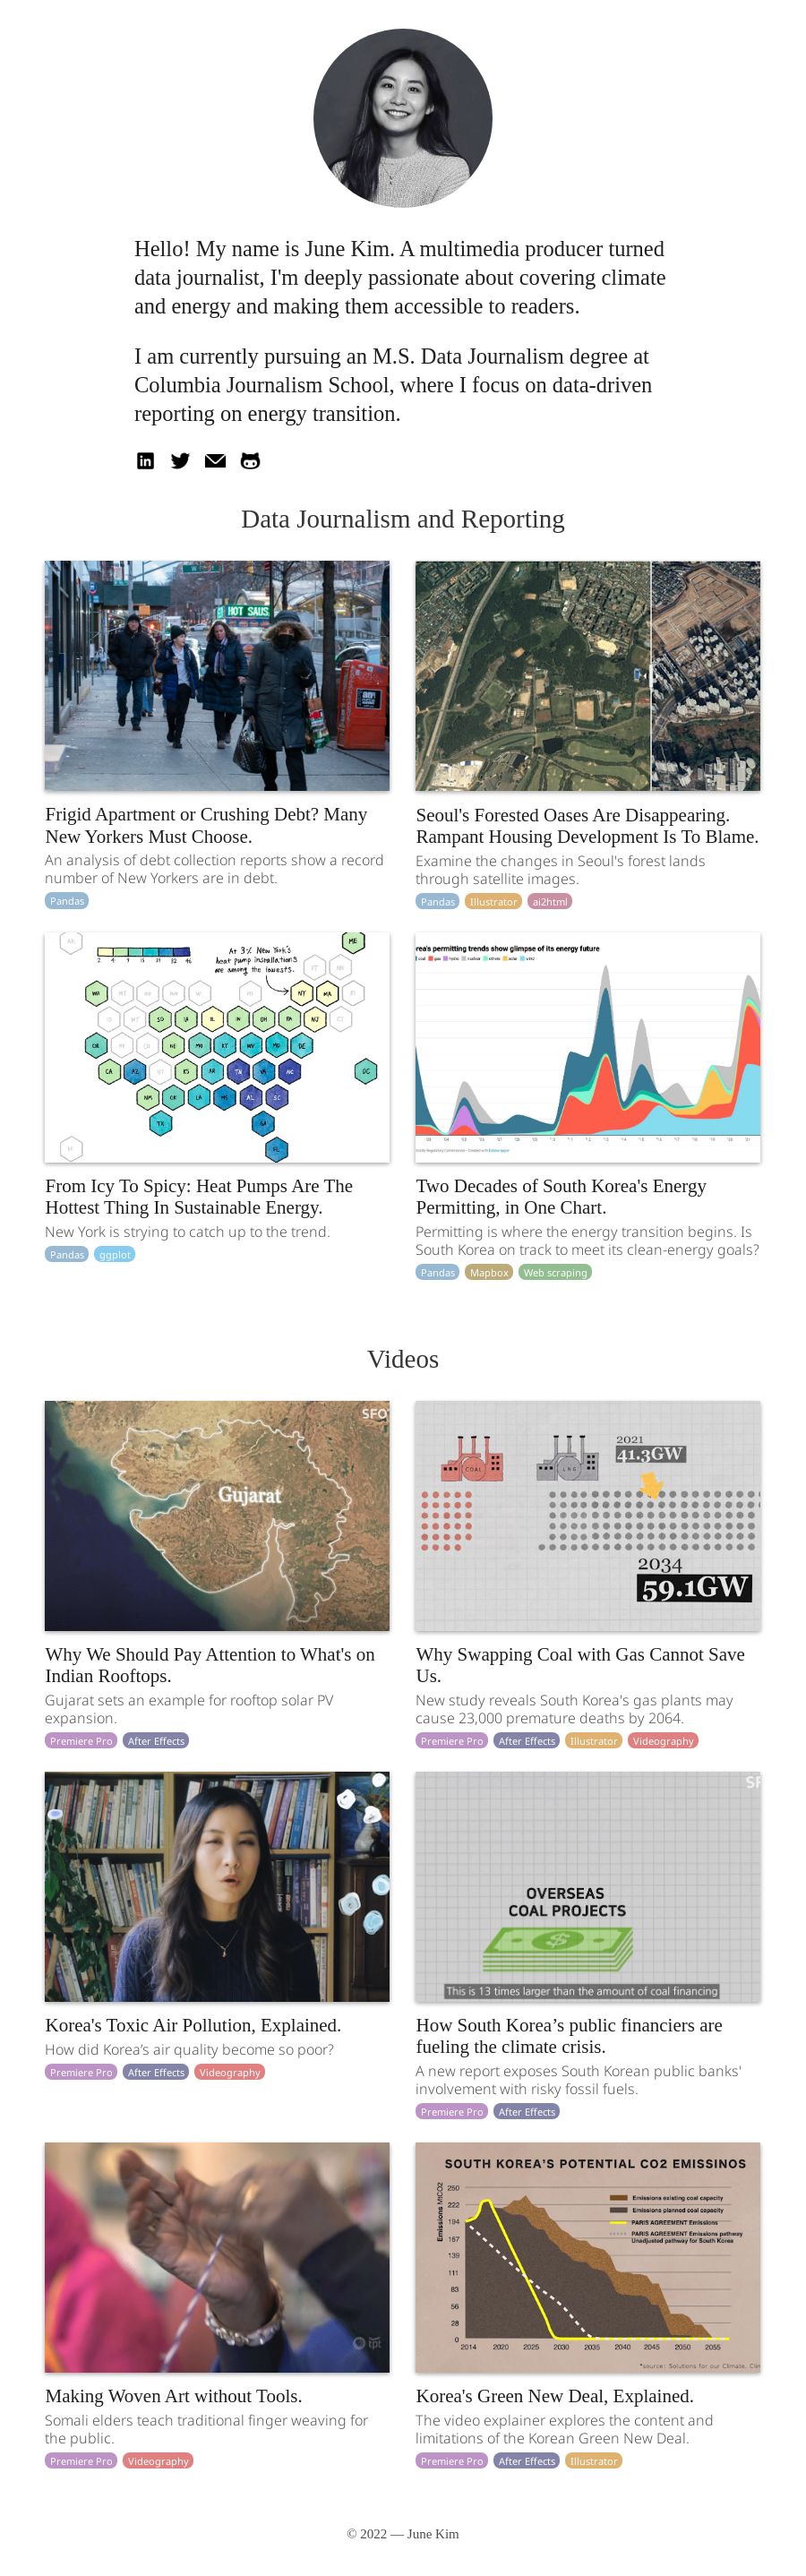 Hello! My name is June Kim. A multimedia producer turned
data journalist, I'm deeply passionate about covering climate
and energy and making them accessible to readers.
I am currently pursuing an M.S. Data Journalism degree at
Columbia Journalism School, where I focus on data-driven
reporting on energy transition.
in
Data Journalism and Reporting
HOT SAUS
Frigid Apartment or Crushing Debt? Many
New Yorkers Must Choose.
An analysis of debt collection reports show a record
number of New Yorkers are in debt.
Pandas
Seoul's Forested Oases Are Disappearing.
Rampant Housing Development Is To Blame.
Examine the changes in Seoul's forest lands
through satellite images.
Pandas Illustrator ai2html
At 3% New York's
heat pump installations
are among the lowests.
ME
NY
DC
TX
FL
From Icy To Spicy: Heat Pumps Are The
Hottest Thing In Sustainable Energy.
New York is strying to catch up to the trend.
Pandas ggplot
rea's permitting trends show glimpse of its energy future
Two Decades of South Korea's Energy
Permitting, in One Chart.
Permitting is where the energy transition begins. Is
South Korea on track to meet its clean-energy goals?
Pandas Mapbox Web scraping
Videos
SFO
Gujarat
Why We Should Pay Attention to What's on
Indian Rooftops.
Gujarat sets an example for rooftop solar PV
expansion.
Premiere Pro After Effects
COAL
LNG
2021
41.3GW
2034
59.1GW
Why Swapping Coal with Gas Cannot Save
Us.
New study reveals South Korea's gas plants may
cause 23,000 premature deaths by 2064.
Premiere Pro After Effects Illustrator Videography
Korea's Toxic Air Pollution, Explained.
How did Korea's air quality become so poor?
Premiere Pro After Effects Videography
SF
OVERSEAS
COAL PROJECTS
This is 13 times larger than the amount of coal financing
How South Korea’s public financiers are
fueling the climate crisis.
A new report exposes South Korean public banks'
involvement with risky fossil fuels.
Premiere Pro After Effects
Making Woven Art without Tools.
Somali elders teach traditional finger weaving for
the public.
Premiere Pro Videography
SOUTH KOREA'S POTENTIAL CO2 EMISSINOS
Emissions MtCO2
250
222
194
167
139
111
83
56
28
0
2014 2020 2025 2030 2035 2040 2045 2050 2055
Emissions existing coal capacity
Emissions planned coal capacity
PARIS AGREEMENT Emissions
PARIS AGREEMENT Emissions pathway
Unadjusted pathway for South Korea
*source: Solutions for our Climate, Clim
Korea's Green New Deal, Explained.
The video explainer explores the content and
limitations of the Korean Green New Deal.
Premiere Pro After Effects Illustrator
© 2022 — June Kim